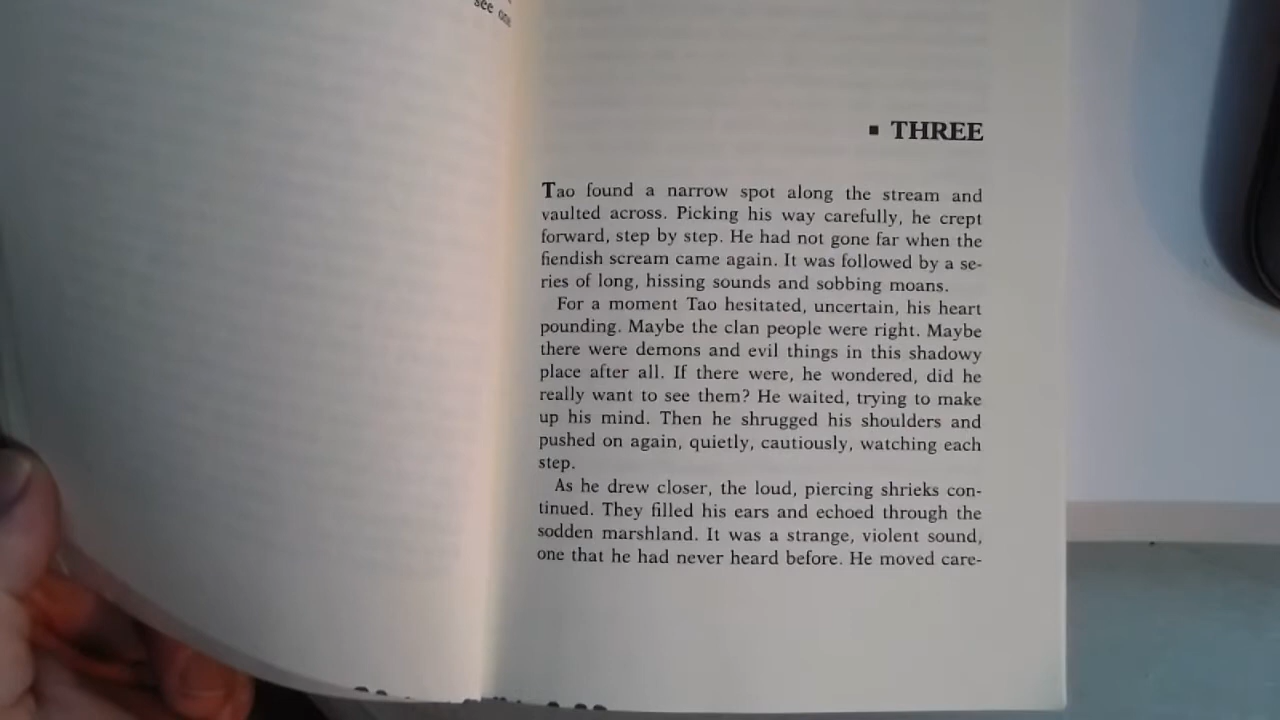 see one
▪ THREE
Tao found a narrow spot along the stream and
vaulted across. Picking his way carefully, he crept
forward, step by step. He had not gone far when the
fiendish scream came again. It was followed by a se-
ries of long, hissing sounds and sobbing moans.
For a moment Tao hesitated, uncertain, his heart
pounding. Maybe the clan people were right. Maybe
there were demons and evil things in this shadowy
place after all. If there were, he wondered, did he
really want to see them? He waited, trying to make
up his mind. Then he shrugged his shoulders and
pushed on again, quietly, cautiously, watching each
step.
As he drew closer, the loud, piercing shrieks con-
tinued. They filled his ears and echoed through the
sodden marshland. It was a strange, violent sound,
one that he had never heard before. He moved care-